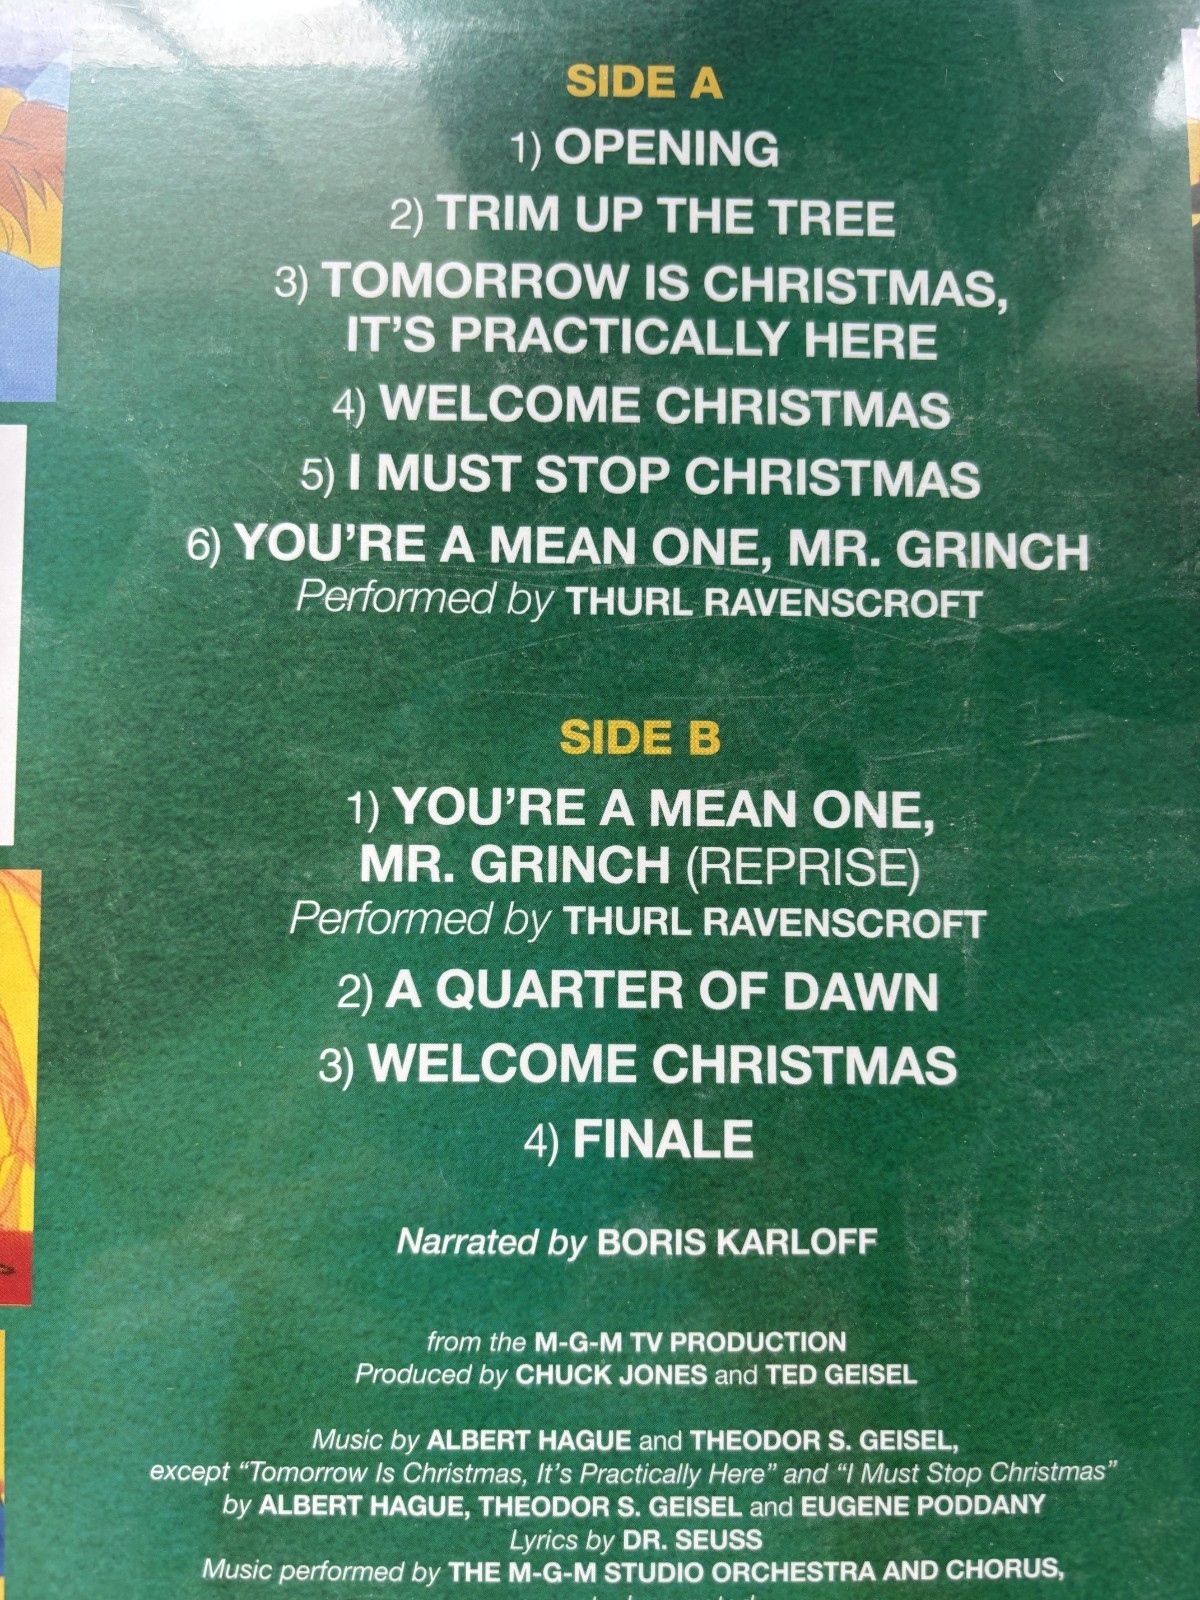 SIDE A
1) OPENING
2) TRIM UP THE TREE
3) TOMORROW IS CHRISTMAS,
IT'S PRACTICALLY HERE
4) WELCOME CHRISTMAS
5) I MUST STOP CHRISTMAS
6) YOU'RE A MEAN ONE, MR. GRINCH
Performed by THURL RAVENSCROFT
SIDE B
1) YOU'RE A MEAN ONE,
MR. GRINCH (REPRISE)
Performed by THURL RAVENSCROFT
2) A QUARTER OF DAWN
3) WELCOME CHRISTMAS
4) FINALE
Narrated by BORIS KARLOFF
from the M-G-M TV PRODUCTION
Produced by CHUCK JONES and TED GEISEL
Music by ALBERT HAGUE and THEODOR S. GEISEL,
except "Tomorrow Is Christmas, It's Practically Here" and "I Must Stop Christmas"
by ALBERT HAGUE, THEODOR S. GEISEL and EUGENE PODDANY
Lyrics by DR. SEUSS
Music performed by THE M-G-M STUDIO ORCHESTRA AND CHORUS,